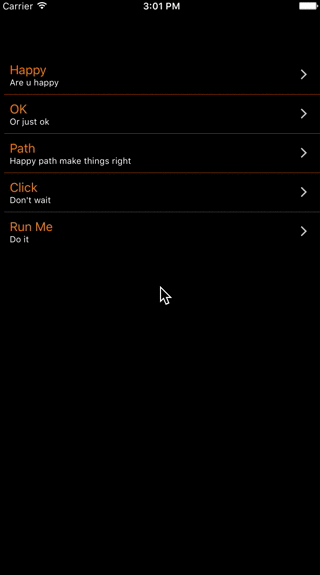 Carrier 3:01 PM
Happy
Are u happy
OK
Or just ok
Path
Happy path make things right
Click
Don't wait
Run Me
Do it